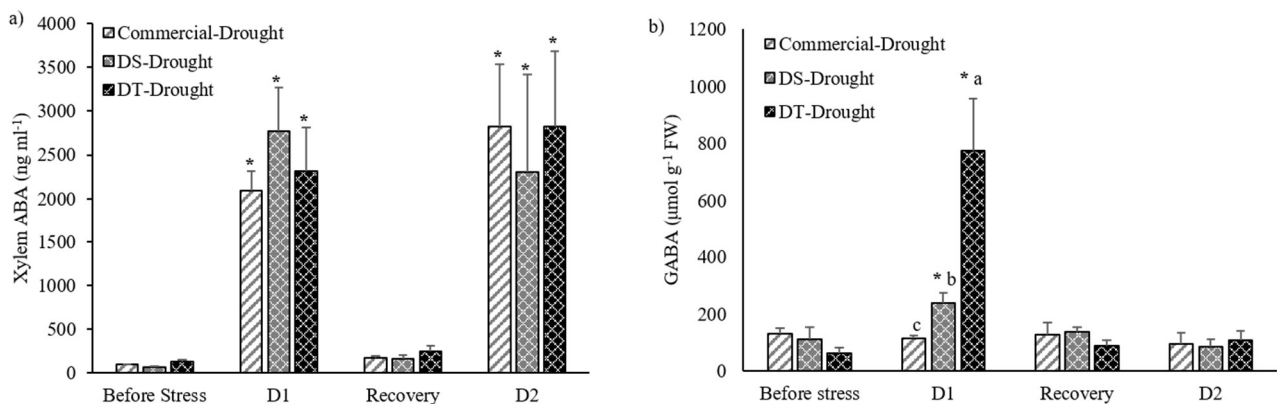 a)
4000
3500
3000
2500
2000
1500
1000
500
0
Xylem ABA (ng ml-1)
Commercial-Drought
DS-Drought
DT-Drought
*
*
*
*
*
*
Before Stress
D1
Recovery
D2
b)
1200
1000
800
600
400
200
0
GABA (µmol g-1 FW)
Commercial-Drought
DS-Drought
DT-Drought
* a
* b
c
Before stress
D1
Recovery
D2